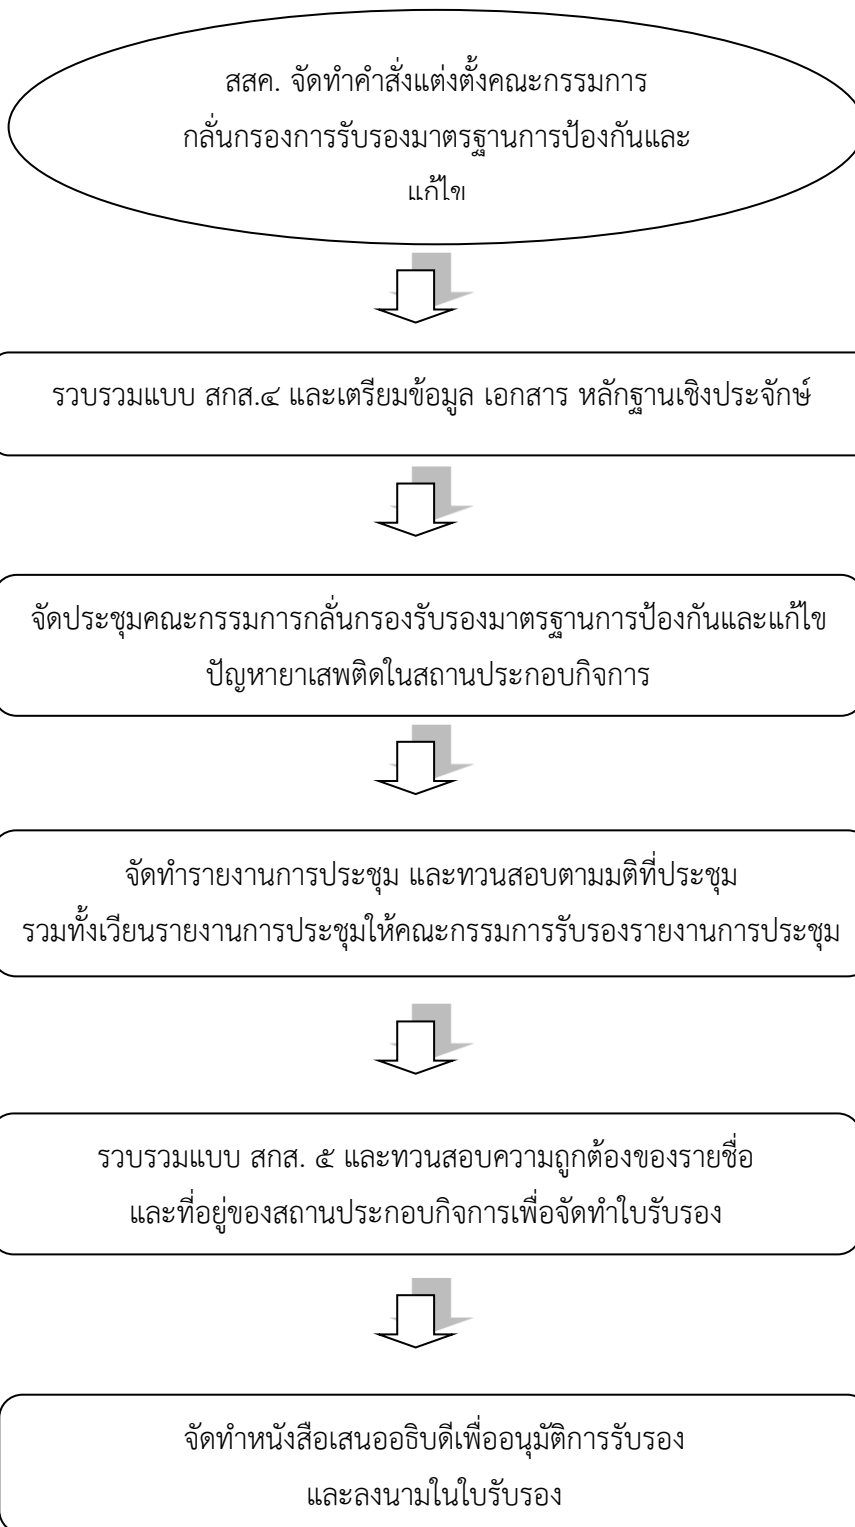 สสค. จัดทำคำสั่งแต่งตั้งคณะกรรมการ
กลั่นกรองการรับรองมาตรฐานการป้องกันและ
แก้ไข
รวบรวมแบบ สกส.๔ และเตรียมข้อมูล เอกสาร หลักฐานเชิงประจักษ์
จัดประชุมคณะกรรมการกลั่นกรองรับรองมาตรฐานการป้องกันและแก้ไข
ปัญหายาเสพติดในสถานประกอบกิจการ
จัดทำรายงานการประชุม และทวนสอบตามมติที่ประชุม
รวมทั้งเวียนรายงานการประชุมให้คณะกรรมการรับรองรายงานการประชุม
รวบรวมแบบ สกส. ๕ และทวนสอบความถูกต้องของรายชื่อ
และที่อยู่ของสถานประกอบกิจการเพื่อจัดทำใบรับรอง
จัดทำหนังสือเสนออธิบดีเพื่ออนุมัติการรับรอง
และลงนามในใบรับรอง